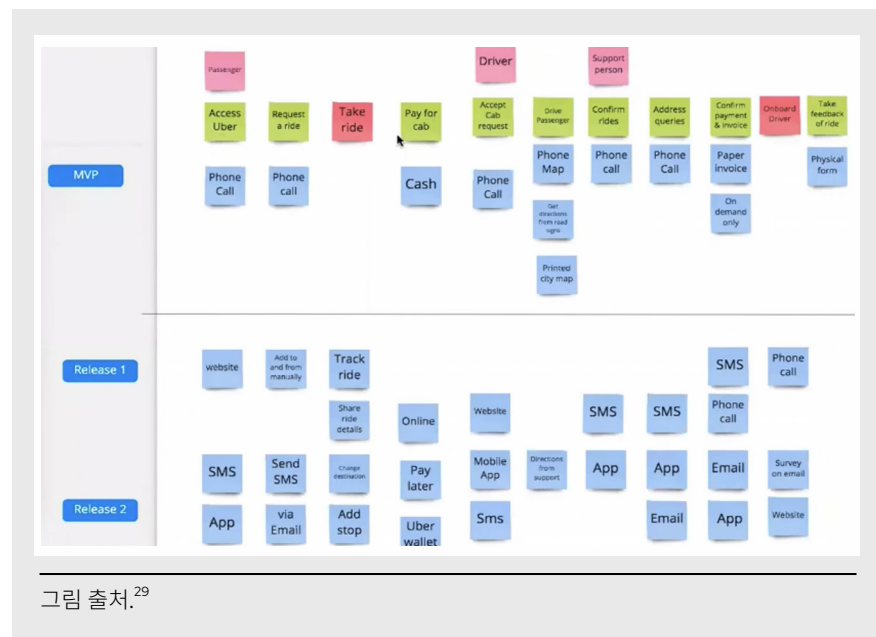 Passenger
Driver
Support
person
Access
Uber
Request
a ride
Take
ride
Pay for
cab
Accept
Cab
request
Drive
Passenger
Confirm
rides
Address
queries
Confirm
payment
& invoice
Onboard
Driver
Take
feedback
of ride
MVP
Phone
Call
Phone
call
Cash
Phone
Call
Phone
Map
Phone
call
Phone
Call
Paper
invoice
Physical
form
Get
directions
from road
signs
On
demand
only
Printed
city map
Release 1
website
Add to
and from
manually
Track
ride
SMS
Phone
call
Share
ride
details
Online
Website
SMS
SMS
Phone
call
SMS
Send
SMS
Change
destination
Pay
later
Mobile
App
Directions
from
support
App
App
Email
Survey
on email
Release 2
App
via
Email
Add
stop
Uber
wallet
Sms
Email
App
Website
그림 출처.29